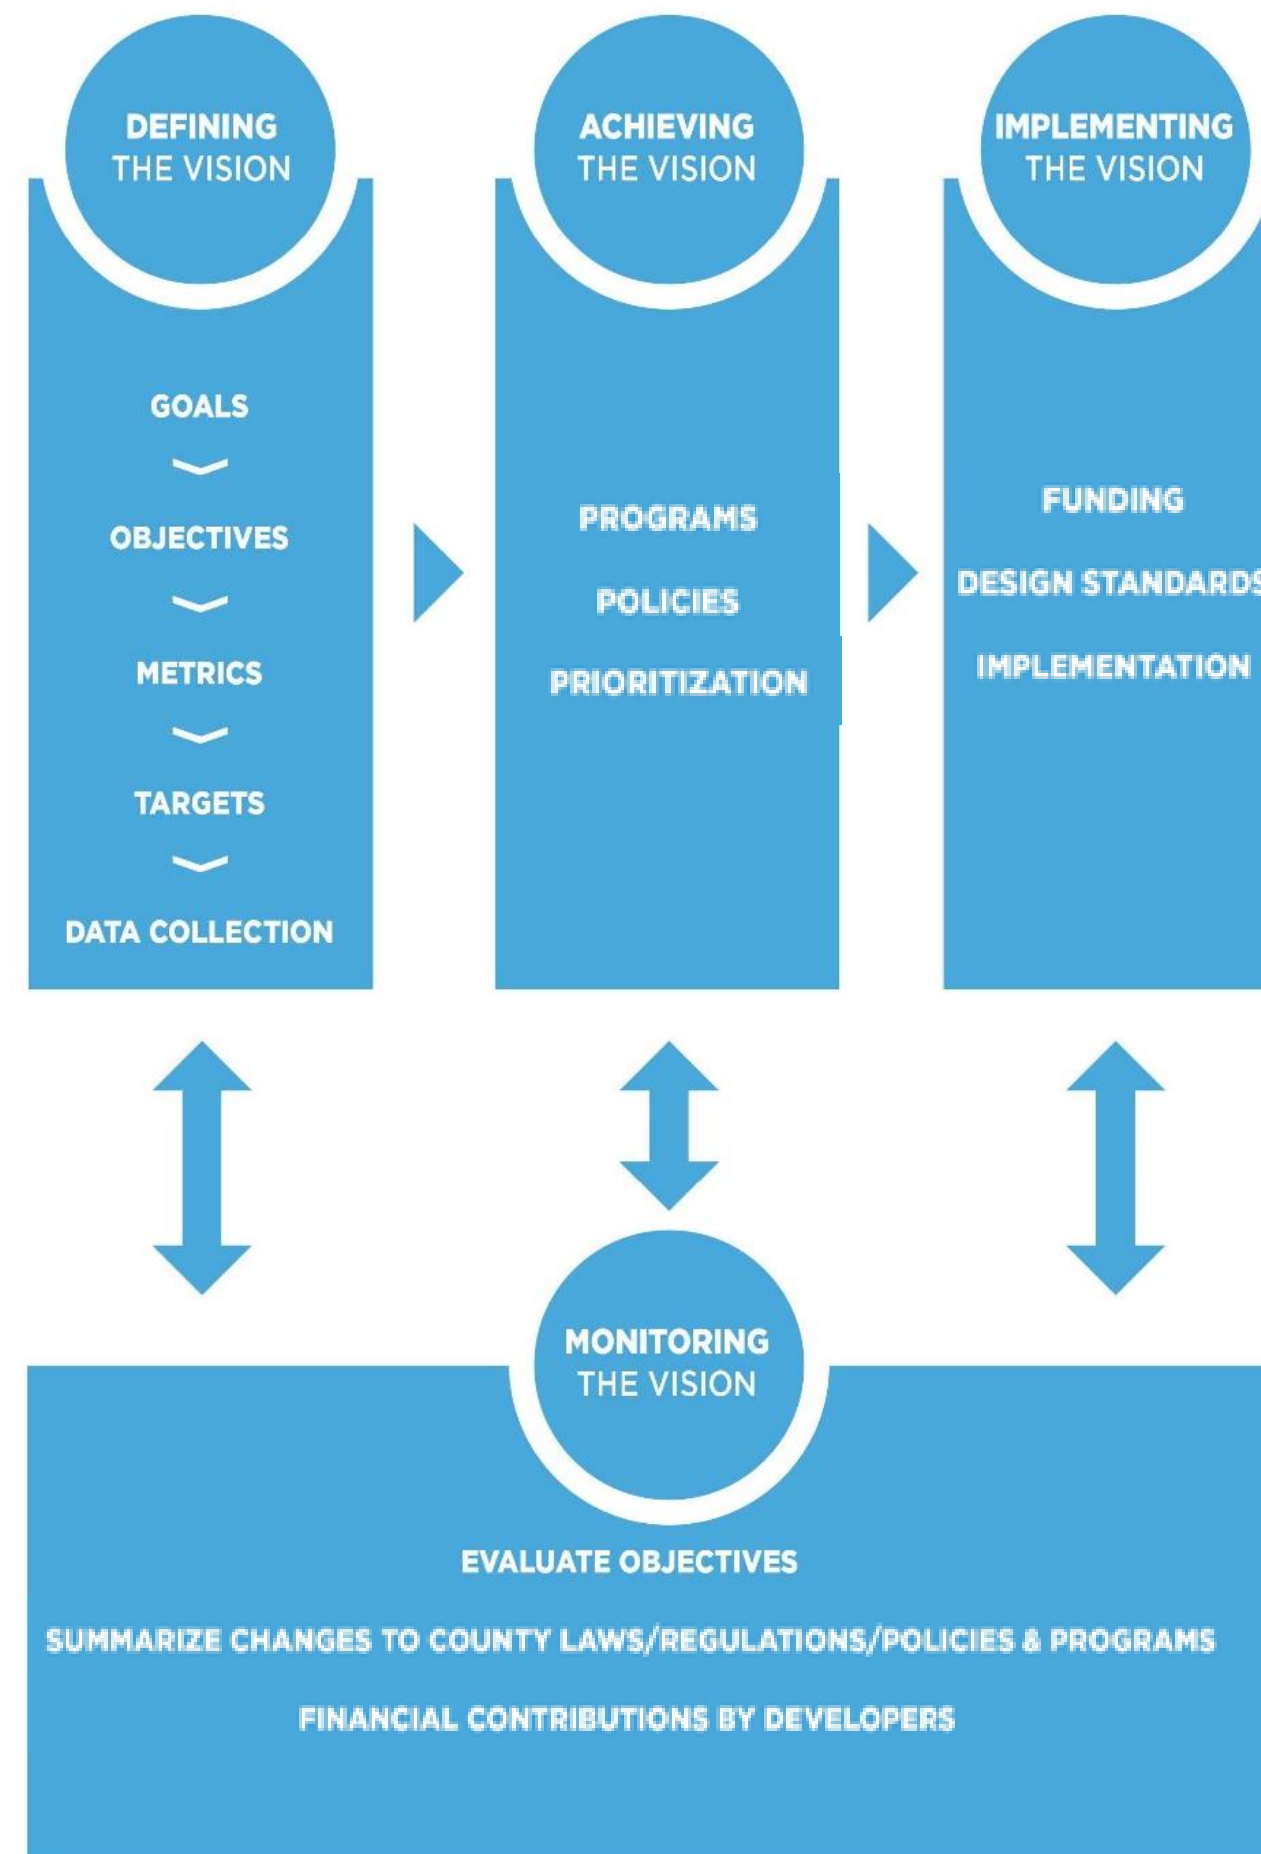 DEFINING
THE VISION
GOALS
OBJECTIVES
METRICS
TARGETS
DATA COLLECTION
ACHIEVING
THE VISION
PROGRAMS
POLICIES
PRIORITIZATION
IMPLEMENTING
THE VISION
FUNDING
DESIGN STANDARDS
IMPLEMENTATION
MONITORING
THE VISION
EVALUATE OBJECTIVES
SUMMARIZE CHANGES TO COUNTY LAWS/REGULATIONS/POLICIES & PROGRAMS
FINANCIAL CONTRIBUTIONS BY DEVELOPERS